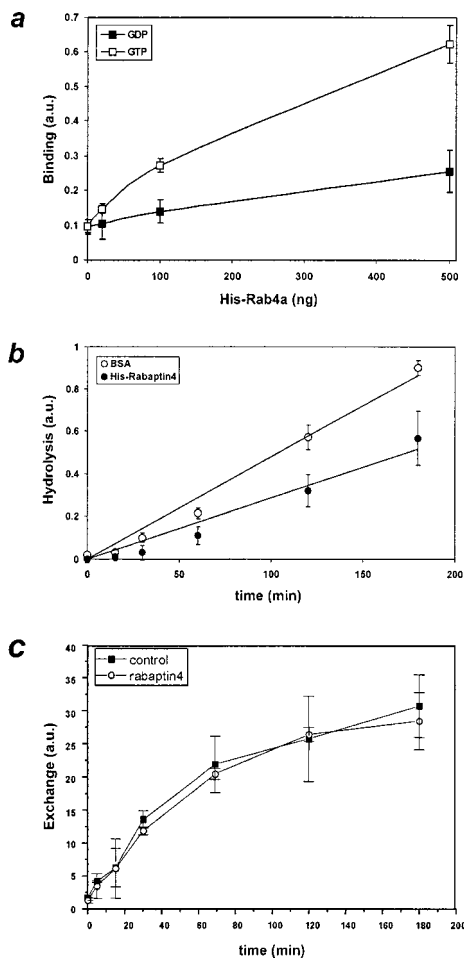 a
0.7
0.6
0.5
0.4
0.3
0.2
0.1
0
GDP
GTP
Binding (a.u.)
0 100 200 300 400 500
His-Rab4a (ng)
b
1
0.8
0.6
0.4
0.2
0
BSA
His-Rabaptin4
Hydrolysis (a.u.)
0 50 100 150 200
time (min)
c
40
35
30
25
20
15
10
5
0
control
rabaptin4
Exchange (a.u.)
0 20 40 60 80 100 120 140 160 180 200
time (min)